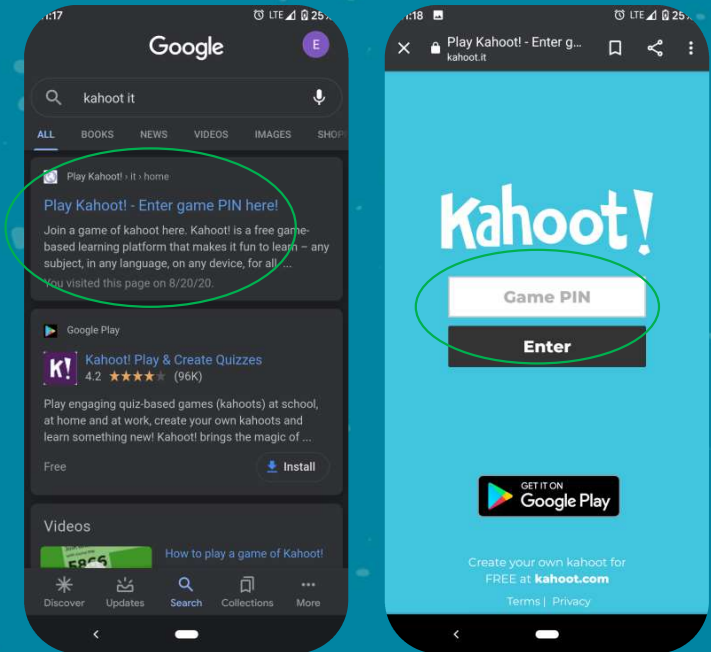 1:17
LTE 25%
Google
E
kahoot it
ALL BOOKS NEWS VIDEOS IMAGES
Play Kahoot! › it › home
Play Kahoot! - Enter game PIN here!
Join a game of kahoot here. Kahoot! is a free game-
based learning platform that makes it fun to learn – any
subject, in any language, on any device, for all ...
You visited this page on 8/20/20.
Google Play
K!
Kahoot! Play & Create Quizzes
4.2 ★★★★★ (96K)
Play engaging quiz-based games (kahoots) at school,
at home and at work, create your own kahoots and
learn something new! Kahoot! brings the magic of ...
Free
Install
Videos
5866
How to play a game of Kahoot!
Discover Updates Search Collections More
1:18
LTE 25%
Play Kahoot! - Enter g...
kahoot.it
Kahoot!
Game PIN
Enter
GET IT ON
Google Play
Create your own kahoot for
FREE at kahoot.com
Terms | Privacy